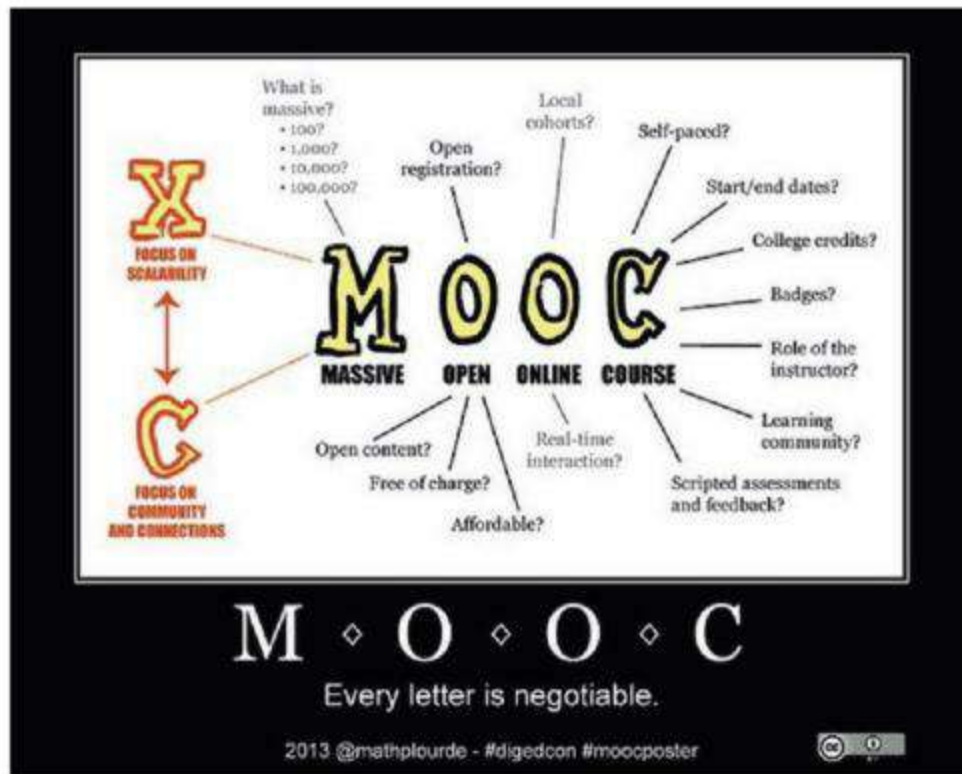 What is
massive?
• 100?
• 1,000?
• 10,000?
• 100,000?
Open
registration?
Local
cohorts?
Self-paced?
Start/end dates?
College credits?
Badges?
Role of the
instructor?
Learning
community?
Scripted assessments
and feedback?
X
FOCUS ON
SCALABILITY
C
FOCUS ON
COMMUNITY
AND CONNECTIONS
MOOC
MASSIVE OPEN ONLINE COURSE
Open content?
Free of charge?
Affordable?
Real-time
interaction?
M ⋄ O ⋄ O ⋄ C
Every letter is negotiable.
2013 @mathplourde - #digedcon #moocposter
cc